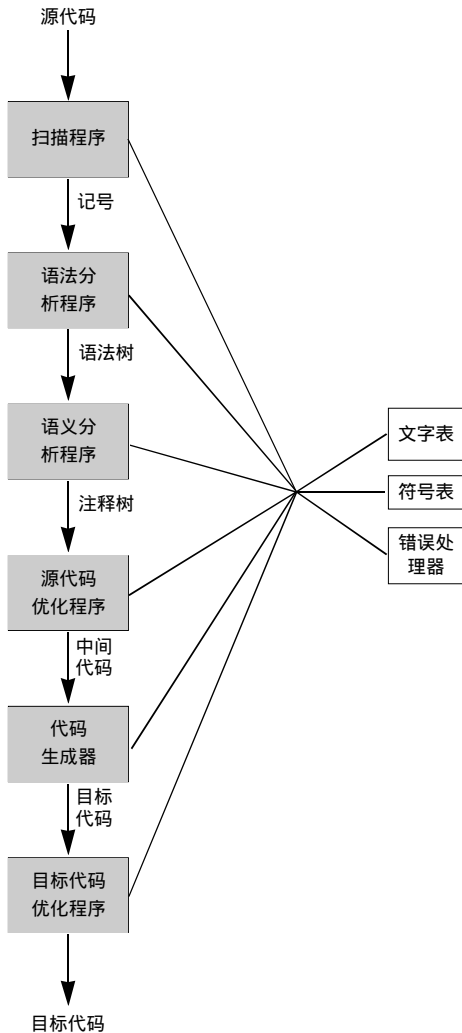 源代码
扫描程序
记号
语法分
析程序
语法树
语义分
析程序
注释树
源代码
优化程序
中间
代码
代码
生成器
目标
代码
目标代码
优化程序
目标代码
文字表
符号表
错误处
理器